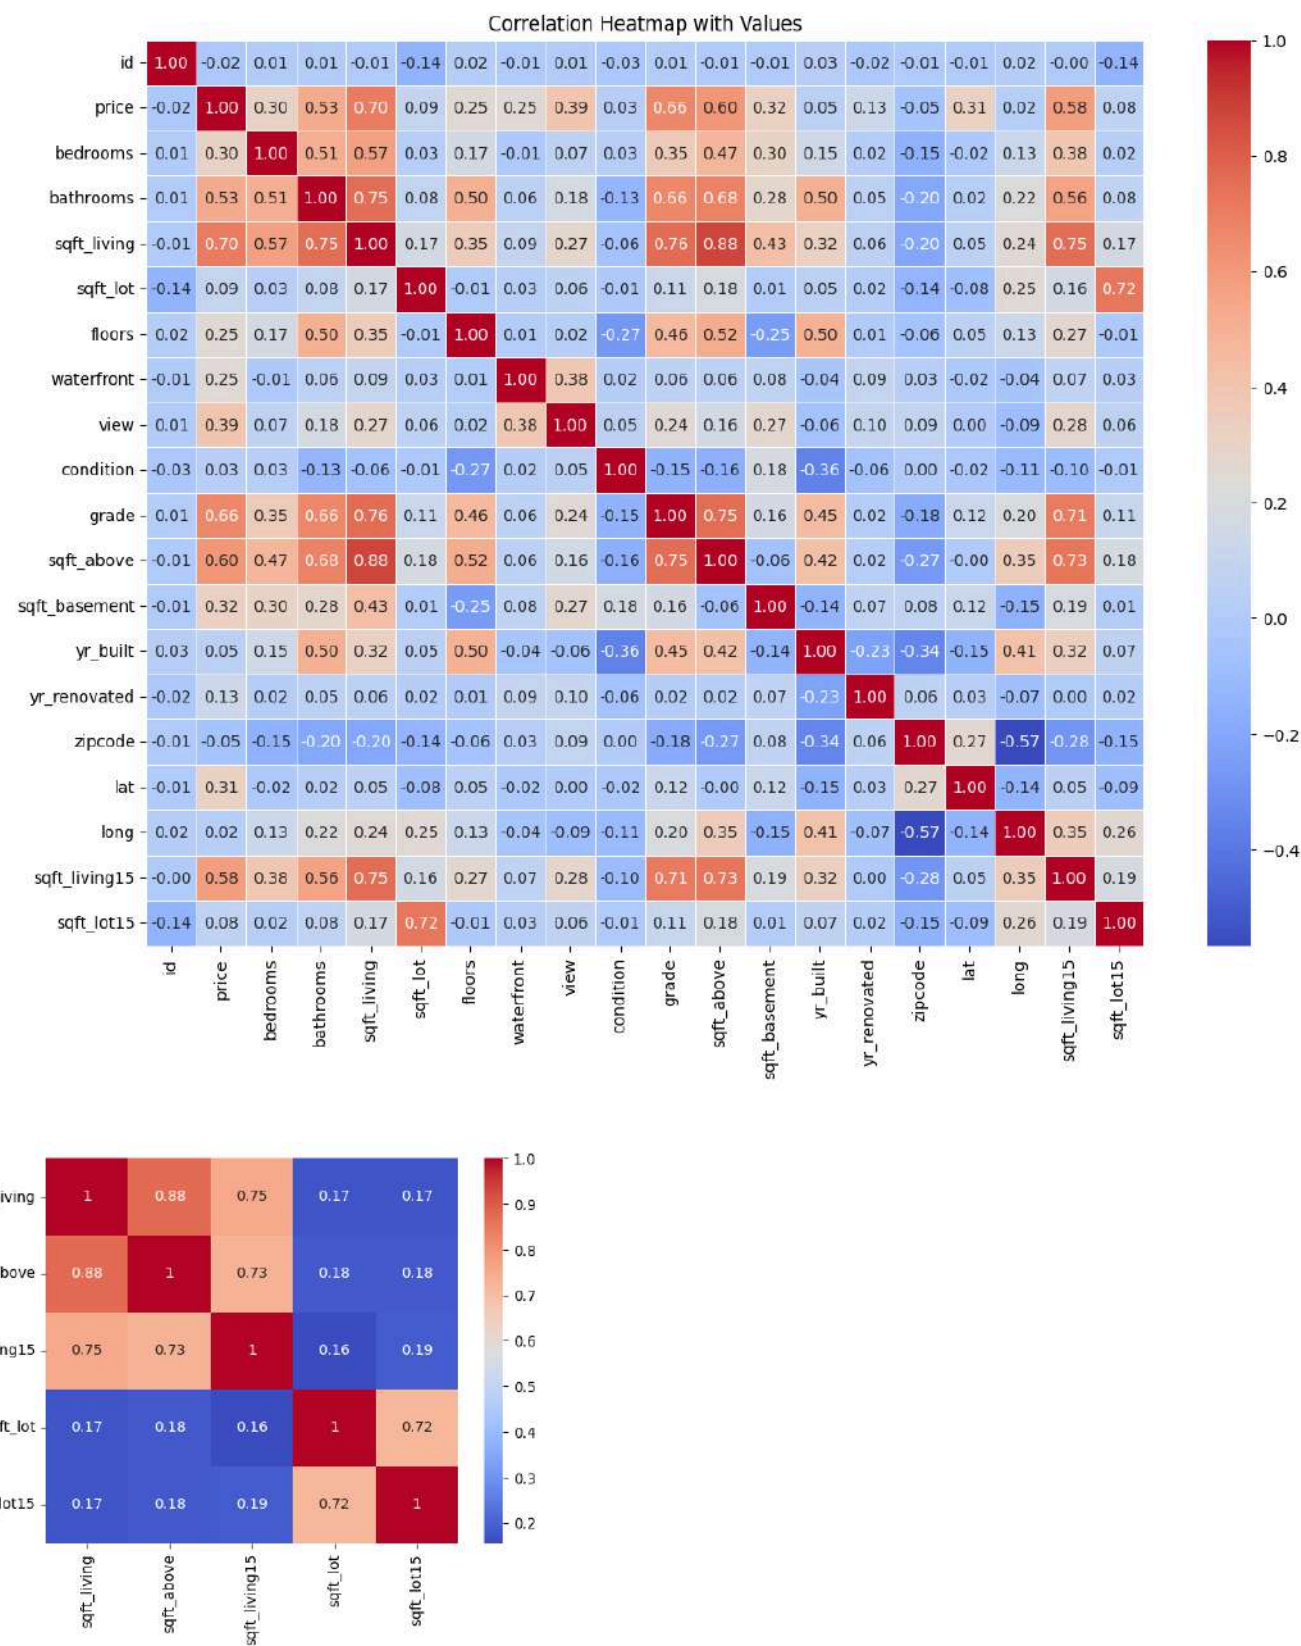 Correlation Heatmap with Values
id 1.00 -0.02 0.01 0.01 -0.01 -0.14 0.02 -0.01 0.01 -0.03 0.01 -0.01 -0.01 0.03 -0.02 -0.01 -0.01 0.02 -0.00 -0.14
price -0.02 1.00 0.30 0.53 0.70 0.09 0.25 0.25 0.39 0.03 0.66 0.60 0.32 0.05 0.13 -0.05 0.31 0.02 0.58 0.08
bedrooms 0.01 0.30 1.00 0.51 0.57 0.03 0.17 -0.01 0.07 0.03 0.35 0.47 0.30 0.15 0.02 -0.15 -0.02 0.13 0.38 0.02
bathrooms 0.01 0.53 0.51 1.00 0.75 0.08 0.50 0.06 0.18 -0.13 0.66 0.68 0.28 0.50 0.05 -0.20 0.02 0.22 0.56 0.08
sqft_living -0.01 0.70 0.57 0.75 1.00 0.17 0.35 0.09 0.27 -0.06 0.76 0.88 0.43 0.32 0.06 -0.20 0.05 0.24 0.75 0.17
sqft_lot -0.14 0.09 0.03 0.08 0.17 1.00 -0.01 0.03 0.06 -0.01 0.11 0.18 0.01 0.05 0.02 -0.14 -0.08 0.25 0.16 0.72
floors 0.02 0.25 0.17 0.50 0.35 -0.01 1.00 0.01 0.02 -0.27 0.46 0.52 -0.25 0.50 0.01 -0.06 0.05 0.13 0.27 -0.01
waterfront -0.01 0.25 -0.01 0.06 0.09 0.03 0.01 1.00 0.38 0.02 0.06 0.06 0.08 -0.04 0.09 0.03 -0.02 -0.04 0.07 0.03
view 0.01 0.39 0.07 0.18 0.27 0.06 0.02 0.38 1.00 0.05 0.24 0.16 0.27 -0.06 0.10 0.09 0.00 -0.09 0.28 0.06
condition -0.03 0.03 0.03 -0.13 -0.06 -0.01 -0.27 0.02 0.05 1.00 -0.15 -0.16 0.18 -0.36 -0.06 0.00 -0.02 -0.11 -0.10 -0.01
grade 0.01 0.66 0.35 0.66 0.76 0.11 0.46 0.06 0.24 -0.15 1.00 0.75 0.16 0.45 0.02 -0.18 0.12 0.20 0.71 0.11
sqft_above -0.01 0.60 0.47 0.68 0.88 0.18 0.52 0.06 0.16 -0.16 0.75 1.00 -0.06 0.42 0.02 -0.27 -0.00 0.35 0.73 0.18
sqft_basement -0.01 0.32 0.30 0.28 0.43 0.01 -0.25 0.08 0.27 0.18 0.16 -0.06 1.00 -0.14 0.07 0.08 0.12 -0.15 0.19 0.01
yr_built 0.03 0.05 0.15 0.50 0.32 0.05 0.50 -0.04 -0.06 -0.36 0.45 0.42 -0.14 1.00 -0.23 -0.34 -0.15 0.41 0.32 0.07
yr_renovated -0.02 0.13 0.02 0.05 0.06 0.02 0.01 0.09 0.10 -0.06 0.02 0.02 0.07 -0.23 1.00 0.06 0.03 -0.07 0.00 0.02
zipcode -0.01 -0.05 -0.15 -0.20 -0.20 -0.14 -0.06 0.03 0.09 0.00 -0.18 -0.27 0.08 -0.34 0.06 1.00 0.27 -0.57 -0.28 -0.15
lat -0.01 0.31 -0.02 0.02 0.05 -0.08 0.05 -0.02 0.00 -0.02 0.12 -0.00 0.12 -0.15 0.03 0.27 1.00 -0.14 0.05 -0.09
long 0.02 0.02 0.13 0.22 0.24 0.25 0.13 -0.04 -0.09 -0.11 0.20 0.35 -0.15 0.41 -0.07 -0.57 -0.14 1.00 0.35 0.26
sqft_living15 -0.00 0.58 0.38 0.56 0.75 0.16 0.27 0.07 0.28 -0.10 0.71 0.73 0.19 0.32 0.00 -0.28 0.05 0.35 1.00 0.19
sqft_lot15 -0.14 0.08 0.02 0.08 0.17 0.72 -0.01 0.03 0.06 -0.01 0.11 0.18 0.01 0.07 0.02 -0.15 -0.09 0.26 0.19 1.00
id price bedrooms bathrooms sqft_living sqft_lot floors waterfront view condition grade sqft_above sqft_basement yr_built yr_renovated zipcode lat long sqft_living15 sqft_lot15
1.0
0.8
0.6
0.4
0.2
0.0
−0.2
−0.4
iving 1 0.88 0.75 0.17 0.17
bove 0.88 1 0.73 0.18 0.18
ng15 0.75 0.73 1 0.16 0.19
ft_lot 0.17 0.18 0.16 1 0.72
lot15 0.17 0.18 0.19 0.72 1
sqft_living sqft_above sqft_living15 sqft_lot sqft_lot15
1.0
0.9
0.8
0.7
0.6
0.5
0.4
0.3
0.2